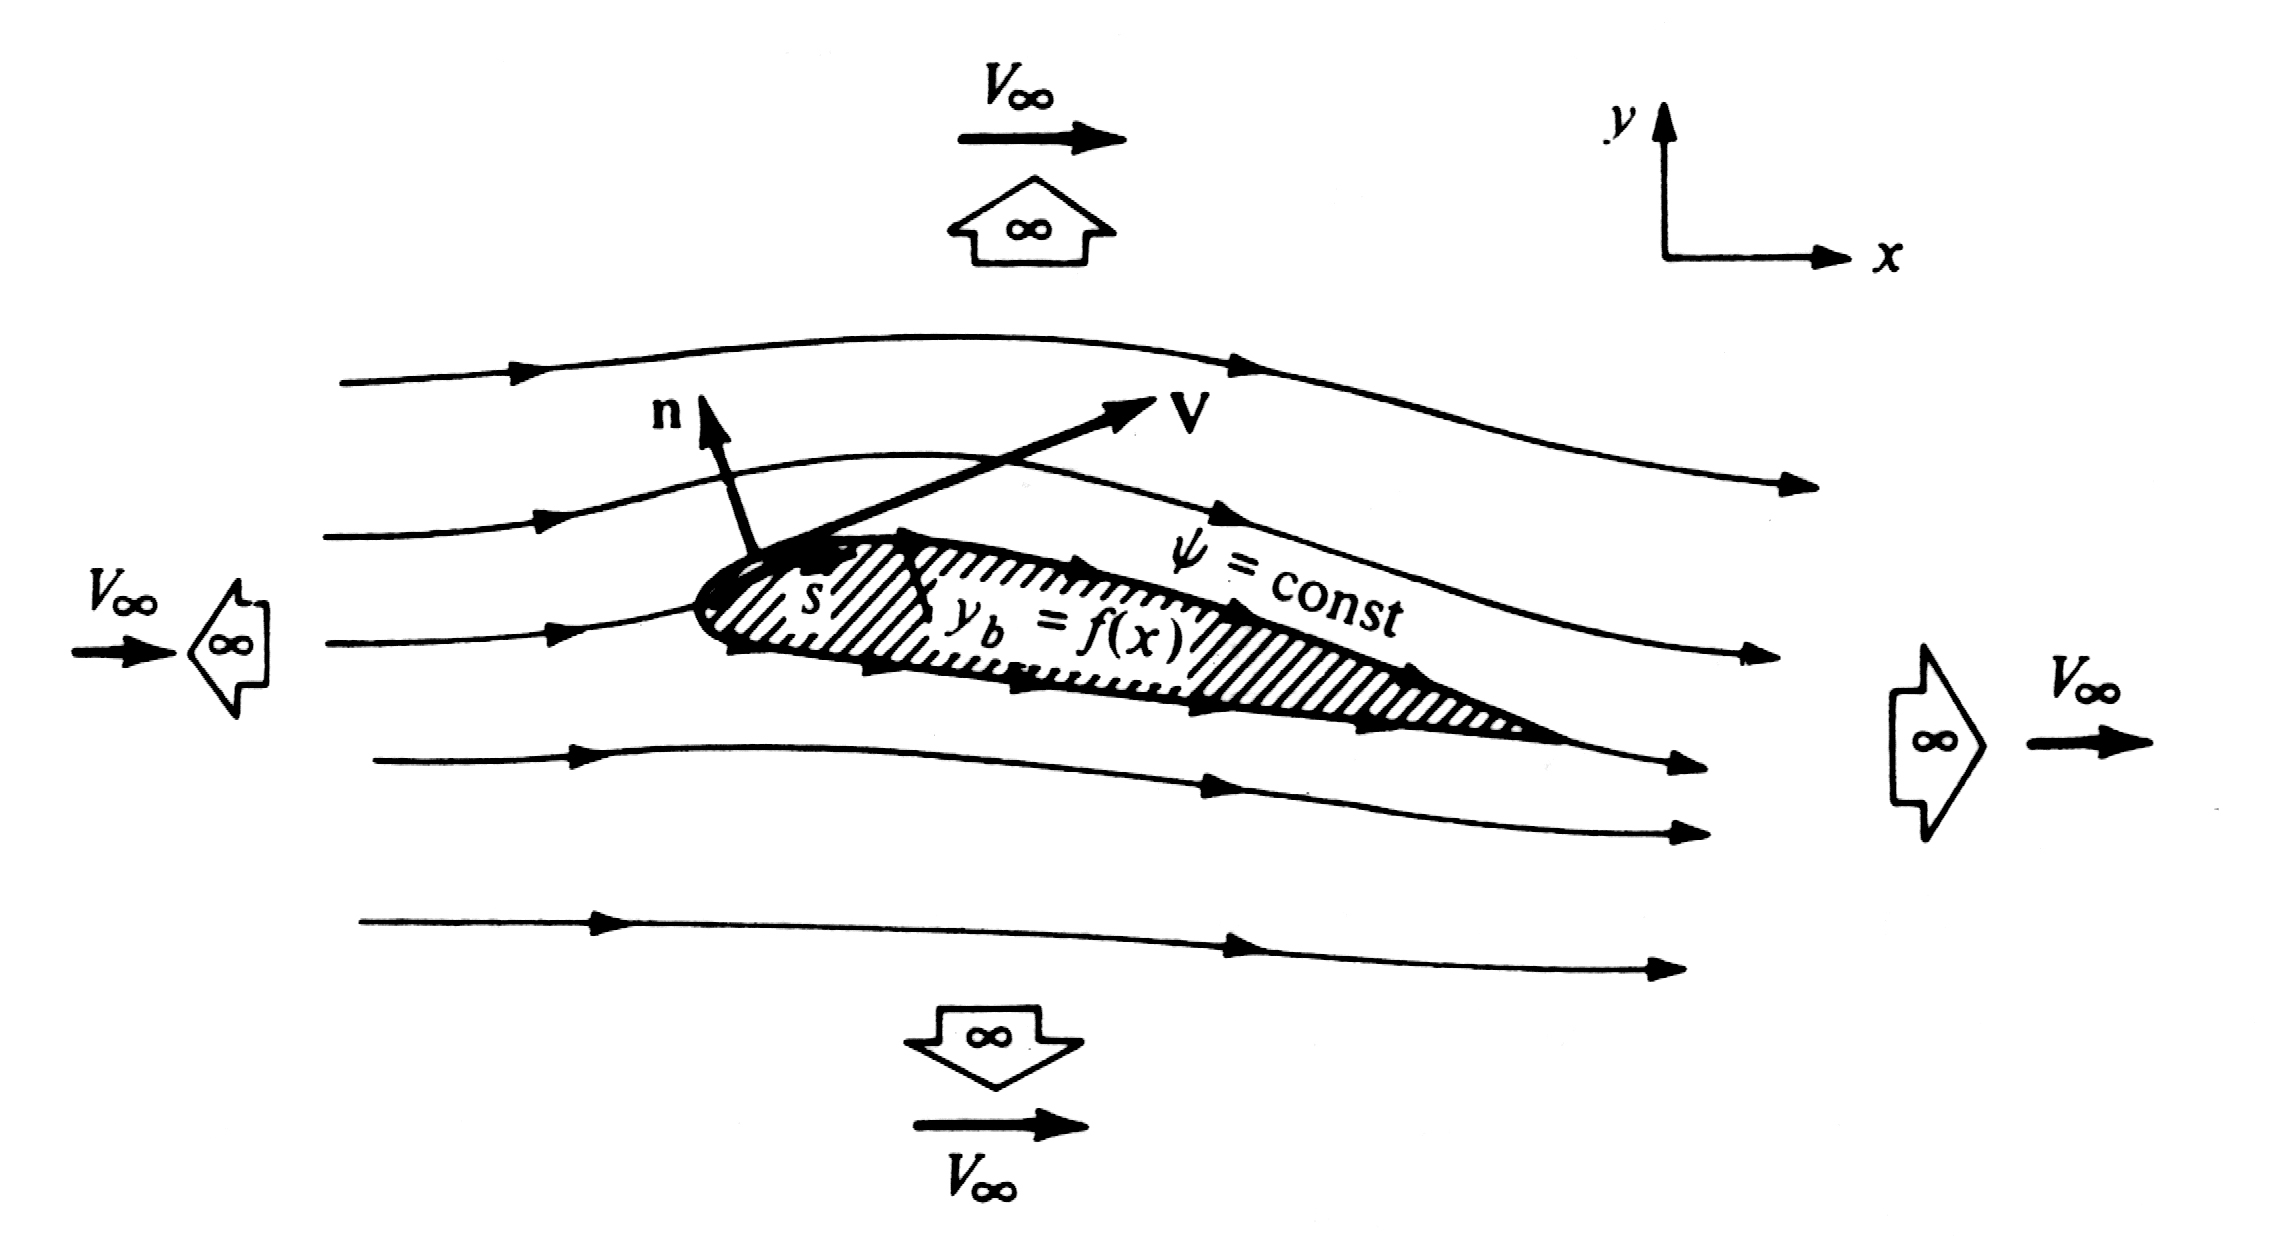 V∞
y
∞
x
n
V
ψ = const
V∞
∞
s
y_b = f(x)
V∞
∞
∞
V∞